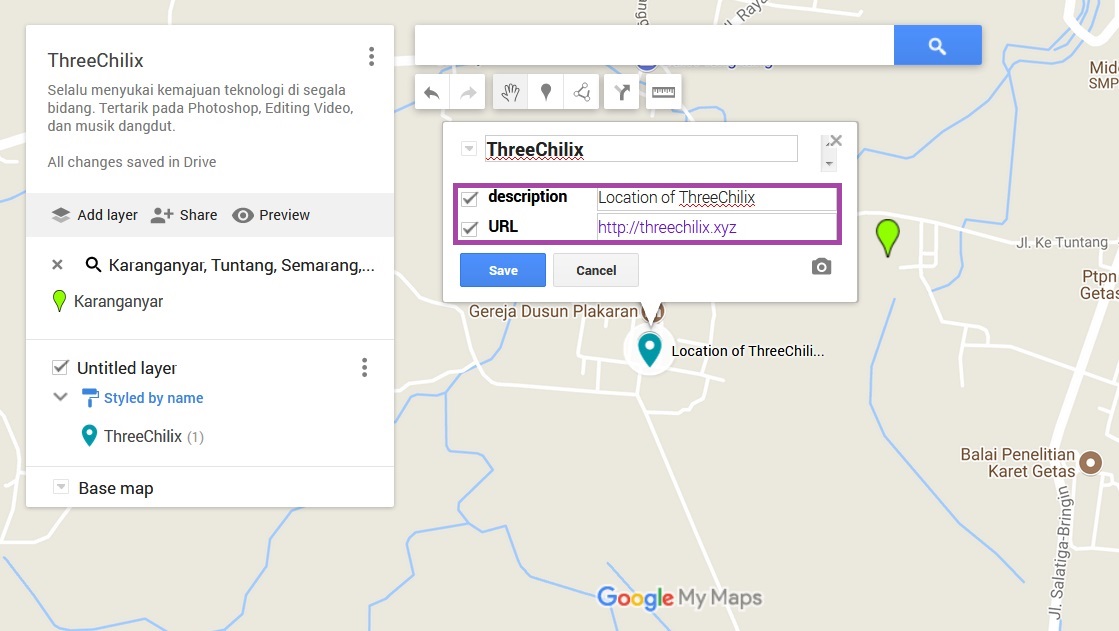 ThreeChilix
Selalu menyukai kemajuan teknologi di segala
bidang. Tertarik pada Photoshop, Editing Video,
dan musik dangdut.
All changes saved in Drive
Add layer
Share
Preview
Karanganyar, Tuntang, Semarang,...
Karanganyar
Untitled layer
Styled by name
ThreeChilix (1)
Base map
ThreeChilix
description
Location of ThreeChilix
URL
http://threechilix.xyz
Save
Cancel
Gereja Dusun Plakaran
Location of ThreeChili...
Jl. Raya
SMP
Jl. Ke Tuntang
Ptpn
Getas
Balai Penelitian
Karet Getas
Jl. Salatiga-Bringin
Google My Maps